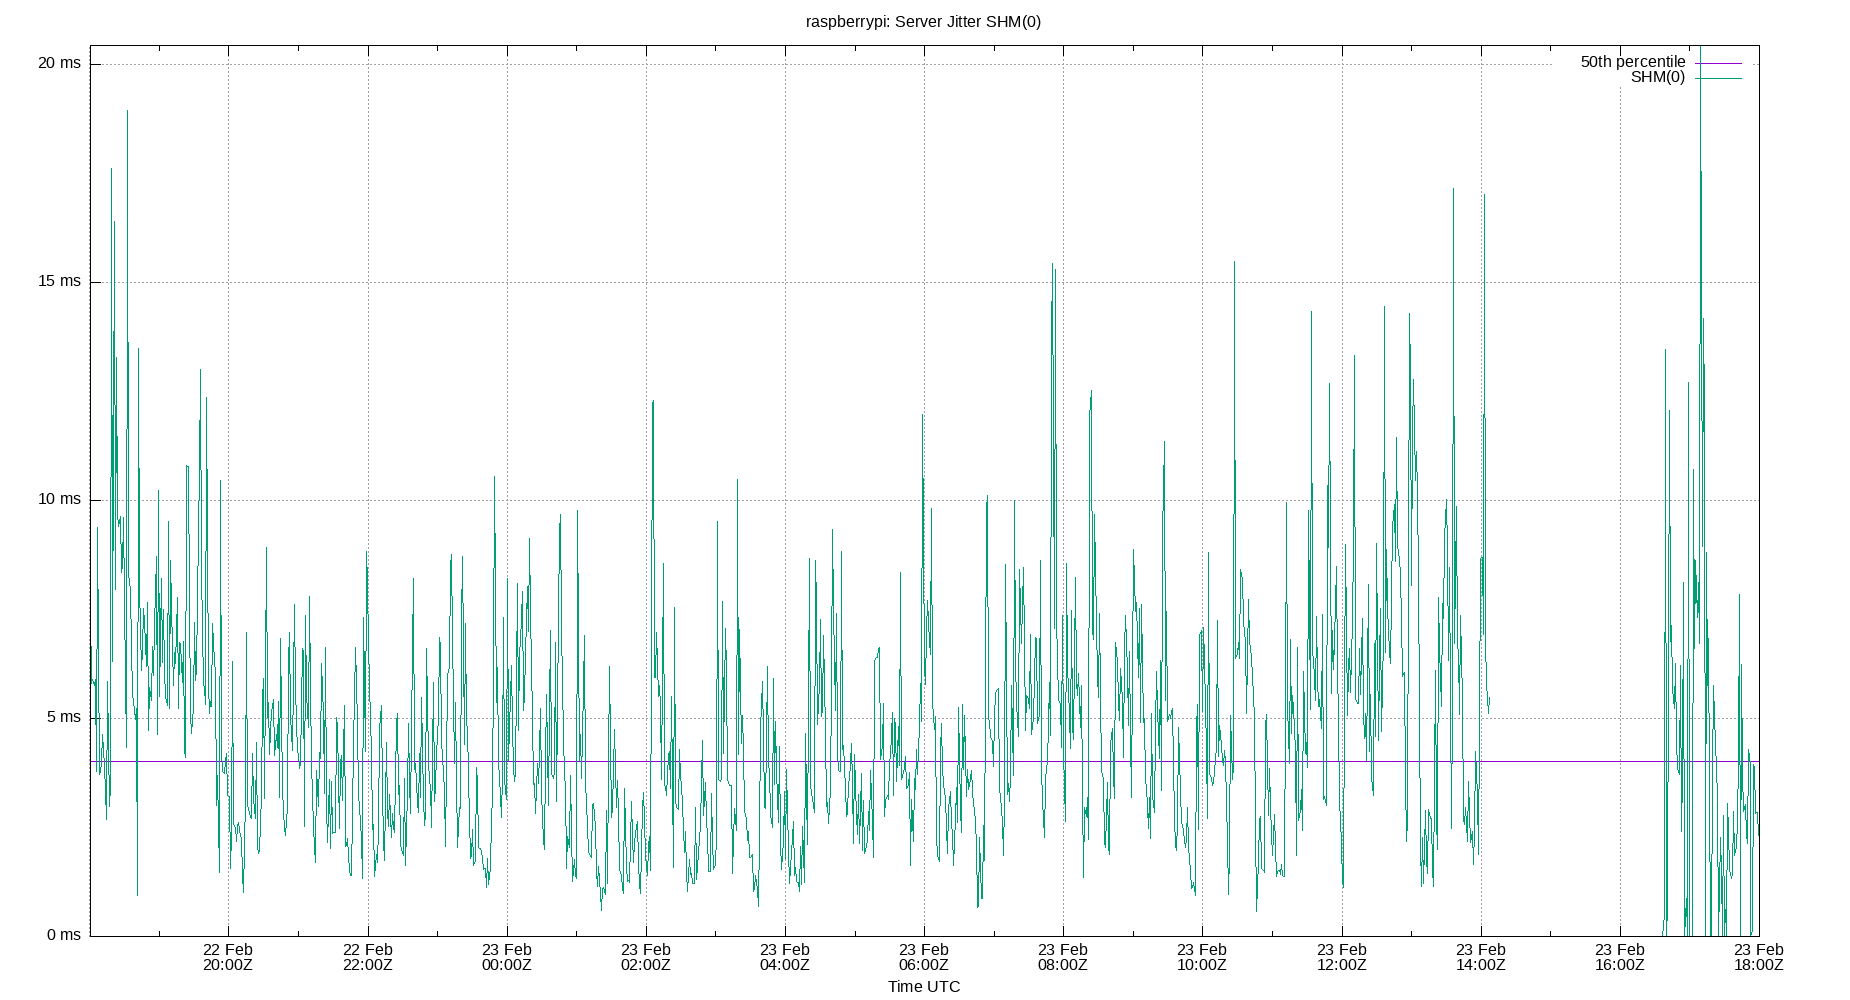 raspberrypi: Server Jitter SHM(0)
50th percentile
SHM(0)
20 ms
15 ms
10 ms
5 ms
0 ms
22 Feb 22 Feb 23 Feb 23 Feb 23 Feb 23 Feb 23 Feb 23 Feb 23 Feb 23 Feb 23 Feb 23 Feb
20:00Z 22:00Z 00:00Z 02:00Z 04:00Z 06:00Z 08:00Z 10:00Z 12:00Z 14:00Z 16:00Z 18:00Z
Time UTC